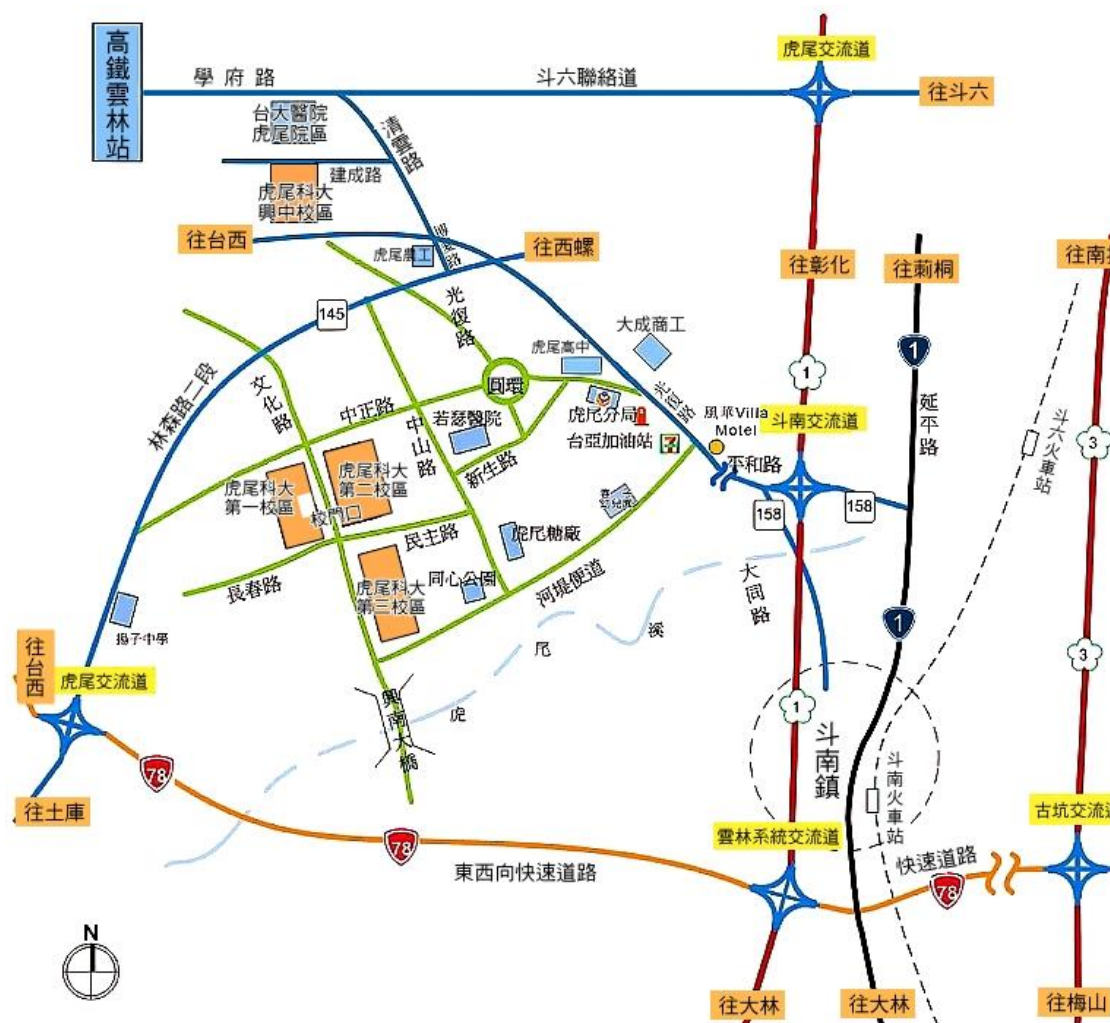 高鐵雲林站
學府路
斗六聯絡道
虎尾交流道
往斗六
台大醫院
虎尾院區
清雲路
建成路
虎尾科大
興中校區
往台西
虎尾農工
往西螺
往彰化
往莿桐
145
光復路
大成商工
虎尾高中
1
1
圓環
林森路二段
文化路
中正路
中山路
若瑟醫院
新生路
虎尾分局
台亞加油站
7
光復路
風華Villa
Motel
斗南交流道
延平路
斗六火車站
3
平和路
158
158
虎尾科大
第一校區
虎尾科大
第二校區
校門口
民主路
虎尾糖廠
長春路
虎尾科大
第三校區
同心公園
河堤便道
大同路
1
揚子中學
往台西
虎尾交流道
虎
尾
溪
興南大橋
3
1
斗南鎮
斗南火車站
78
往土庫
78
東西向快速道路
雲林系統交流道
快速道路
78
古坑交流
N
往大林
往大林
往梅山